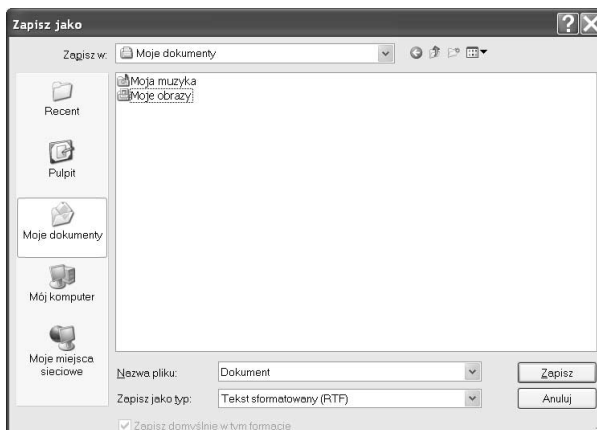 Zapisz jako
Zapisz w:
Moje dokumenty
Moja muzyka
Moje obrazy
Recent
Pulpit
Moje dokumenty
Mój komputer
Moje miejsca
sieciowe
Nazwa pliku:
Dokument
Zapisz
Zapisz jako typ:
Tekst sformatowany (RTF)
Anuluj
Zapisz domyślnie w tym formacie